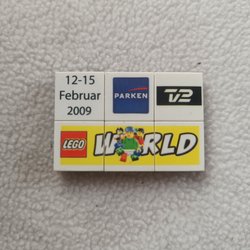 12-15
Februar
2009
PARKEN
TV2
LEGO WORLD